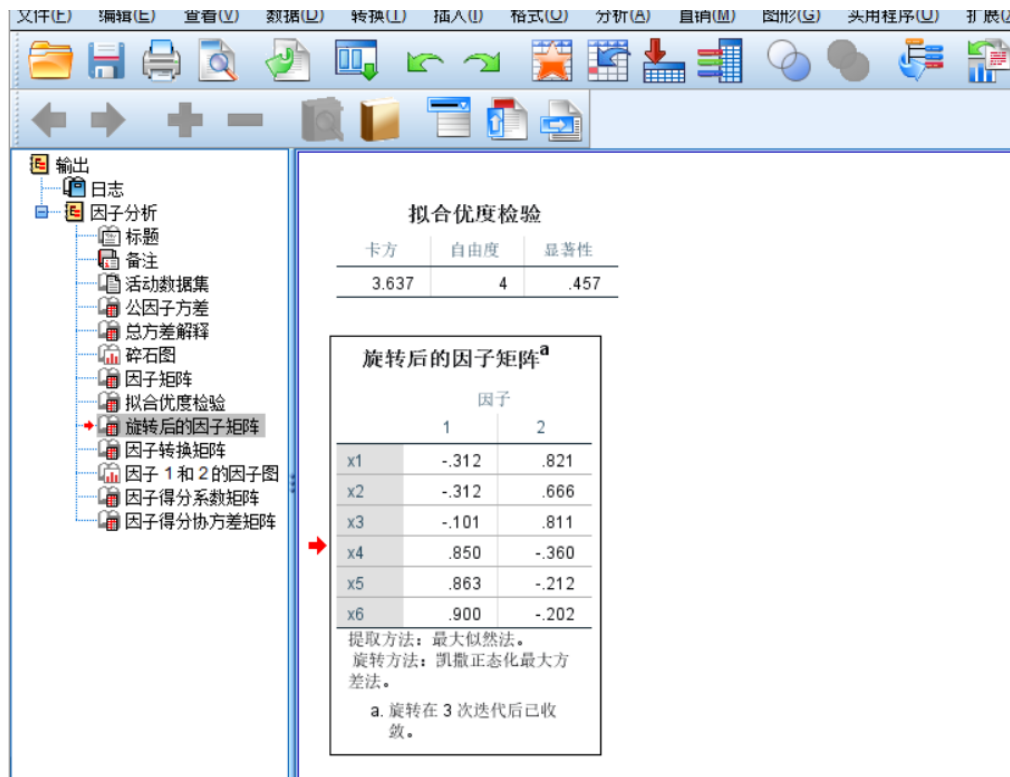 文件(F) 编辑(E) 查看(V) 数据(D) 转换(T) 插入(I) 格式(O) 分析(A) 直销(M) 图形(G) 实用程序(U) 扩展(
输出
日志
因子分析
标题
备注
活动数据集
公因子方差
总方差解释
碎石图
因子矩阵
拟合优度检验
旋转后的因子矩阵
因子转换矩阵
因子 1 和 2 的因子图
因子得分系数矩阵
因子得分协方差矩阵
拟合优度检验
卡方 自由度 显著性
3.637 4 .457
旋转后的因子矩阵a
因子
1 2
x1 -.312 .821
x2 -.312 .666
x3 -.101 .811
x4 .850 -.360
x5 .863 -.212
x6 .900 -.202
提取方法：最大似然法。
旋转方法：凯撒正态化最大方
差法。
a. 旋转在 3 次迭代后已收
敛。